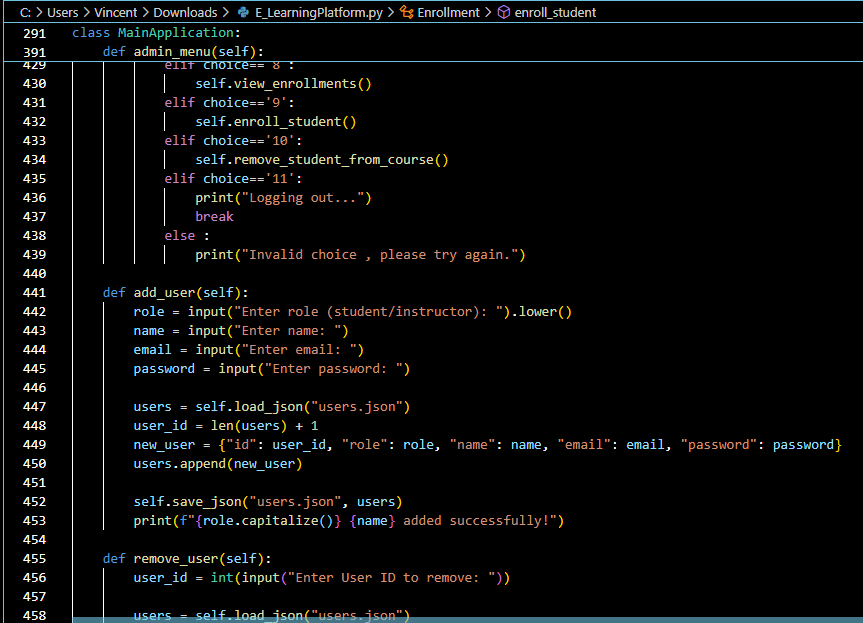 C: > Users > Vincent > Downloads > E_LearningPlatform.py > Enrollment > enroll_student
291 class MainApplication:
391     def admin_menu(self):
429             elif choice=='8':
430                 self.view_enrollments()
431             elif choice=='9':
432                 self.enroll_student()
433             elif choice=='10':
434                 self.remove_student_from_course()
435             elif choice=='11':
436                 print("Logging out...")
437                 break
438             else :
439                 print("Invalid choice , please try again.")
440
441     def add_user(self):
442         role = input("Enter role (student/instructor): ").lower()
443         name = input("Enter name: ")
444         email = input("Enter email: ")
445         password = input("Enter password: ")
446
447         users = self.load_json("users.json")
448         user_id = len(users) + 1
449         new_user = {"id": user_id, "role": role, "name": name, "email": email, "password": password}
450         users.append(new_user)
451
452         self.save_json("users.json", users)
453         print(f"{role.capitalize()} {name} added successfully!")
454
455     def remove_user(self):
456         user_id = int(input("Enter User ID to remove: "))
457
458         users = self.load_json("users.json")